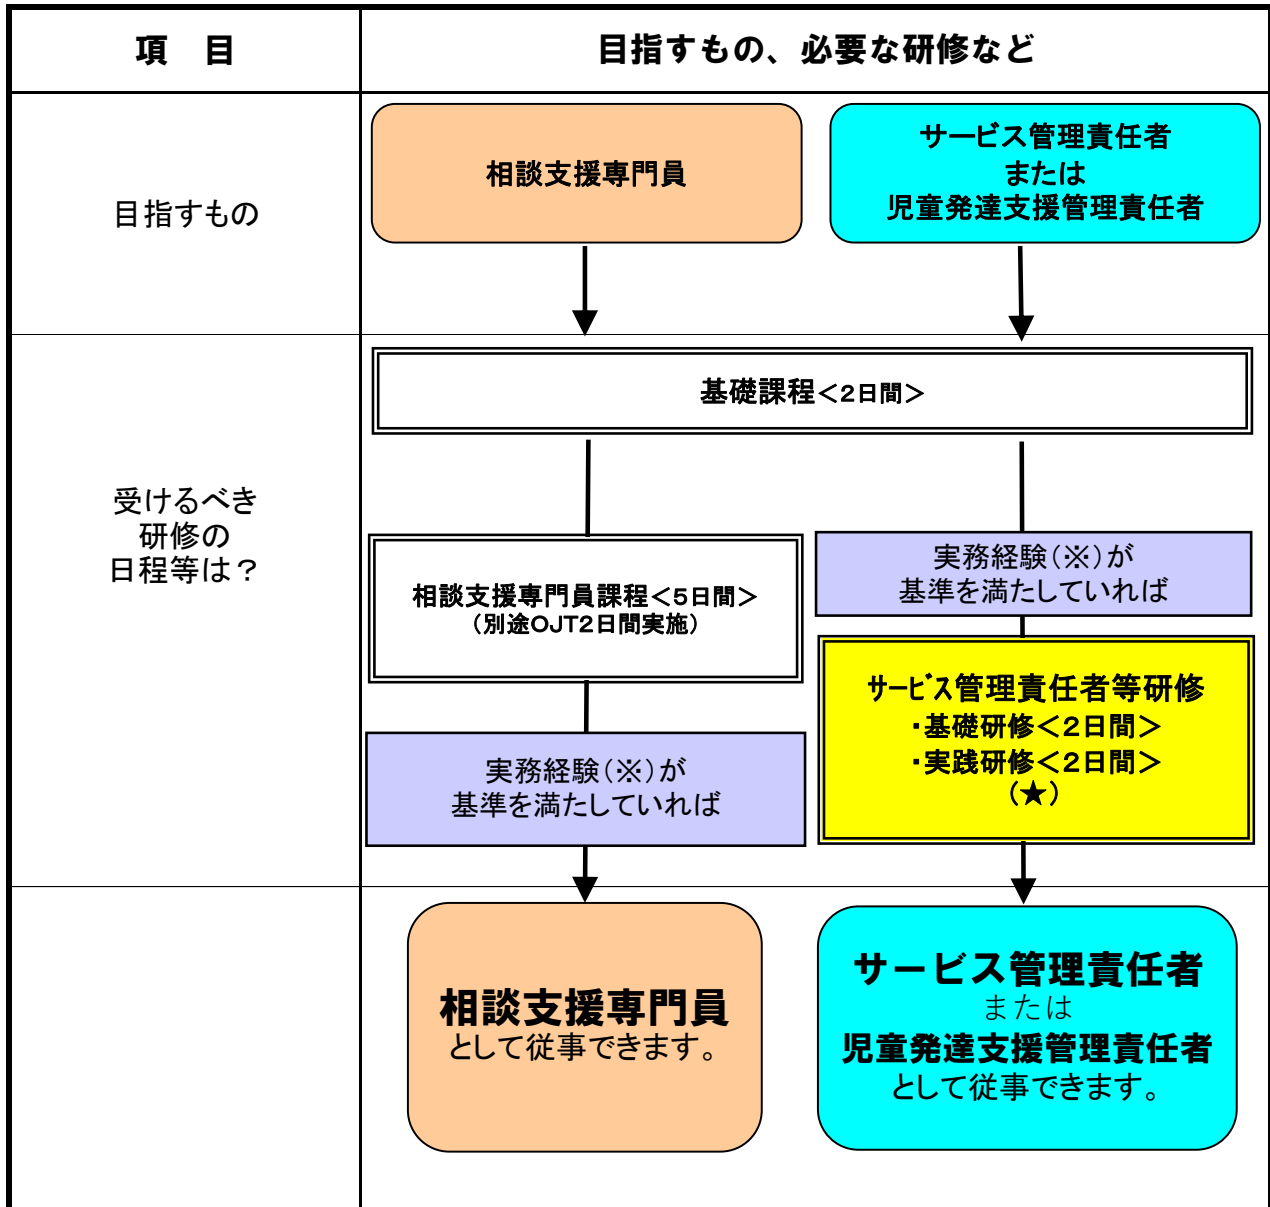 項　目
目指すもの、必要な研修など
目指すもの
相談支援専門員
サービス管理責任者
または
児童発達支援管理責任者
受けるべき
研修の
日程等は？
基礎課程＜2日間＞
相談支援専門員課程＜5日間＞
（別途OJT2日間実施）
実務経験（※）が
基準を満たしていれば
実務経験（※）が
基準を満たしていれば
ｻｰﾋﾞｽ管理責任者等研修
・基礎研修＜2日間＞
・実践研修＜2日間＞
（★）
相談支援専門員
として従事できます。
サービス管理責任者
または
児童発達支援管理責任者
として従事できます。